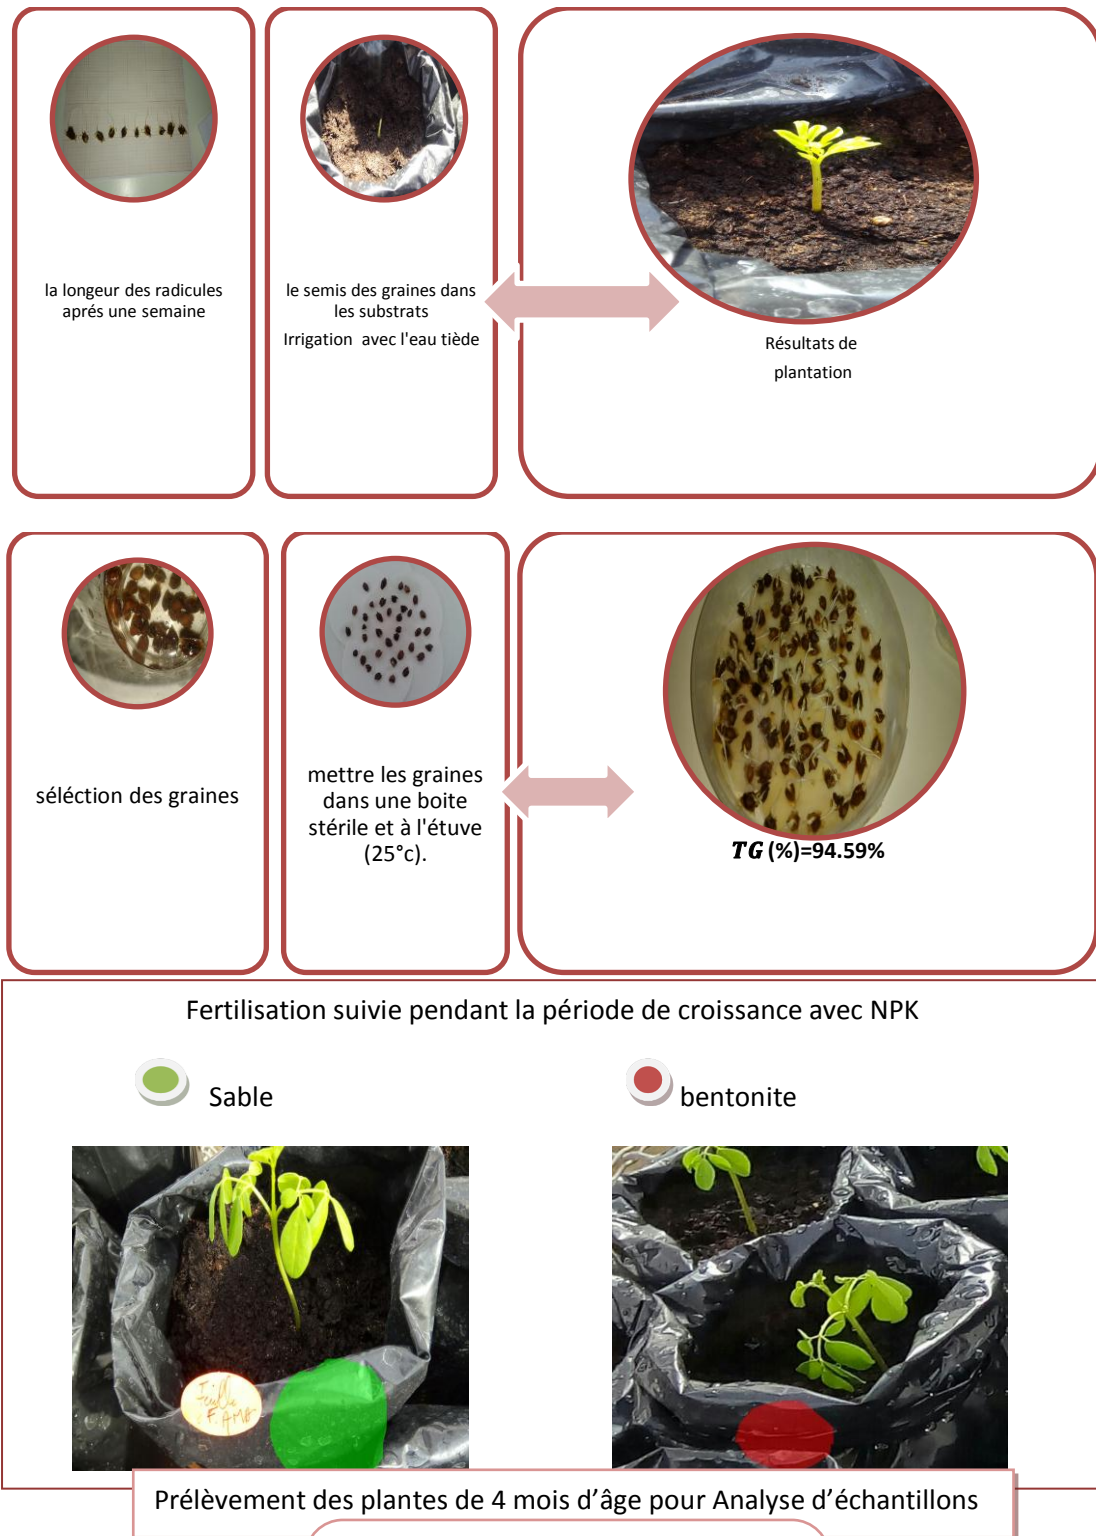 la longeur des radicules
aprés une semaine
le semis des graines dans
les substrats
Irrigation avec l'eau tiède
Résultats de
plantation
séléction des graines
mettre les graines
dans une boite
stérile et à l'étuve
(25°c).
TG (%)=94.59%
Fertilisation suivie pendant la période de croissance avec NPK
Sable
bentonite
F. AMA
Prélèvement des plantes de 4 mois d’âge pour Analyse d’échantillons